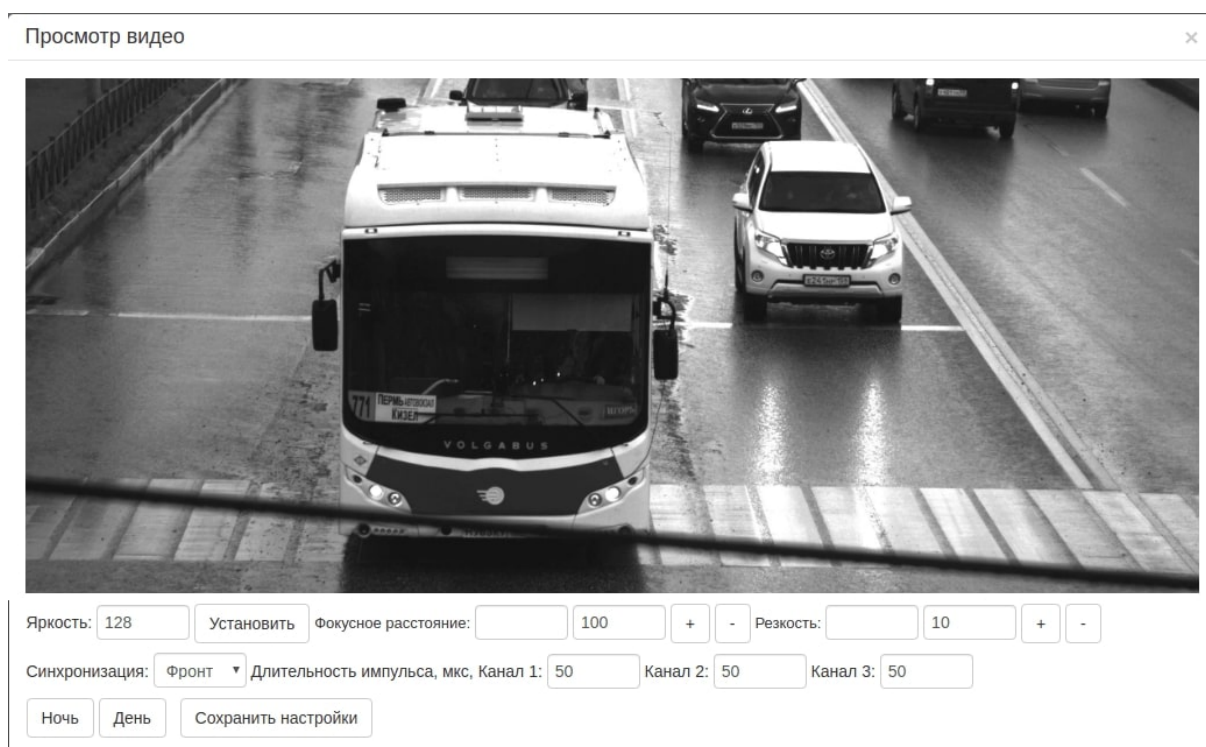 Просмотр видео
×
771
ПЕРМЬ АВТОВОКЗАЛ
КИЗЕЛ
VOLGABUS
Яркость: 128 Установить Фокусное расстояние: 100 + - Резкость: 10 + -
Синхронизация: Фронт Длительность импульса, мкс, Канал 1: 50 Канал 2: 50 Канал 3: 50
Ночь День Сохранить настройки